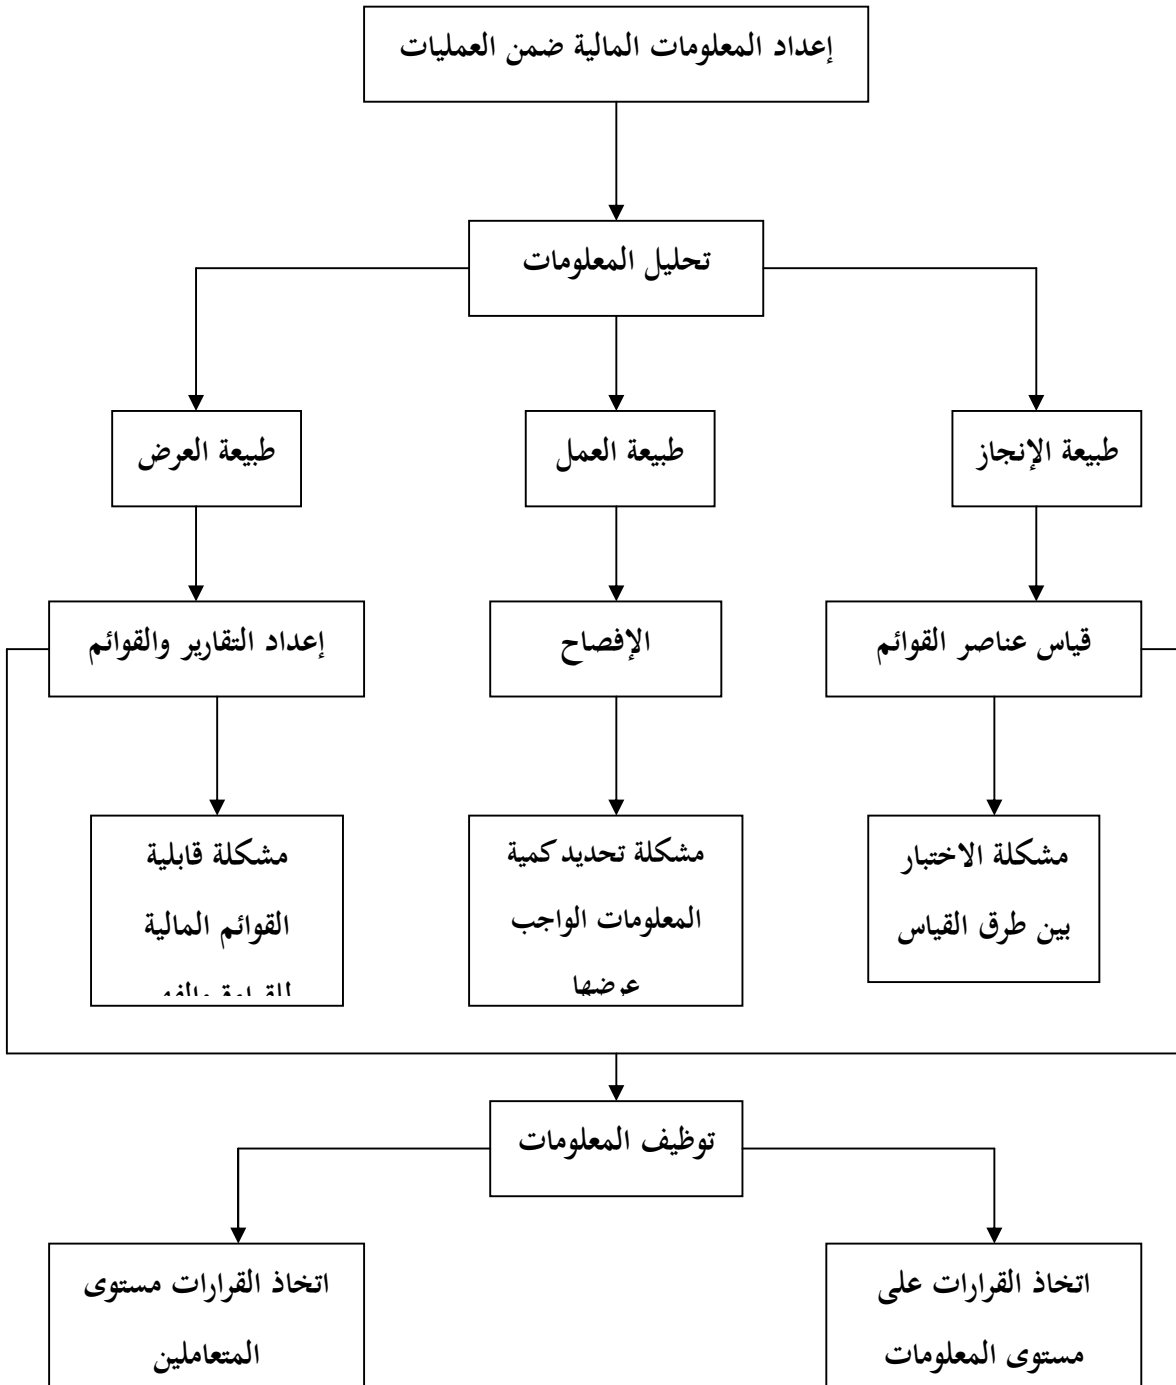 إعداد المعلومات المالية ضمن العمليات
تحليل المعلومات
طبيعة الإنجاز
طبيعة العمل
طبيعة العرض
قياس عناصر القوائم
الإفصاح
إعداد التقارير والقوائم
مشكلة الاختبار
بين طرق القياس
مشكلة تحديد كمية
المعلومات الواجب
عرضها
مشكلة قابلية
القوائم المالية
توظيف المعلومات
اتخاذ القرارات على
مستوى المعلومات
اتخاذ القرارات مستوى
المتعاملين